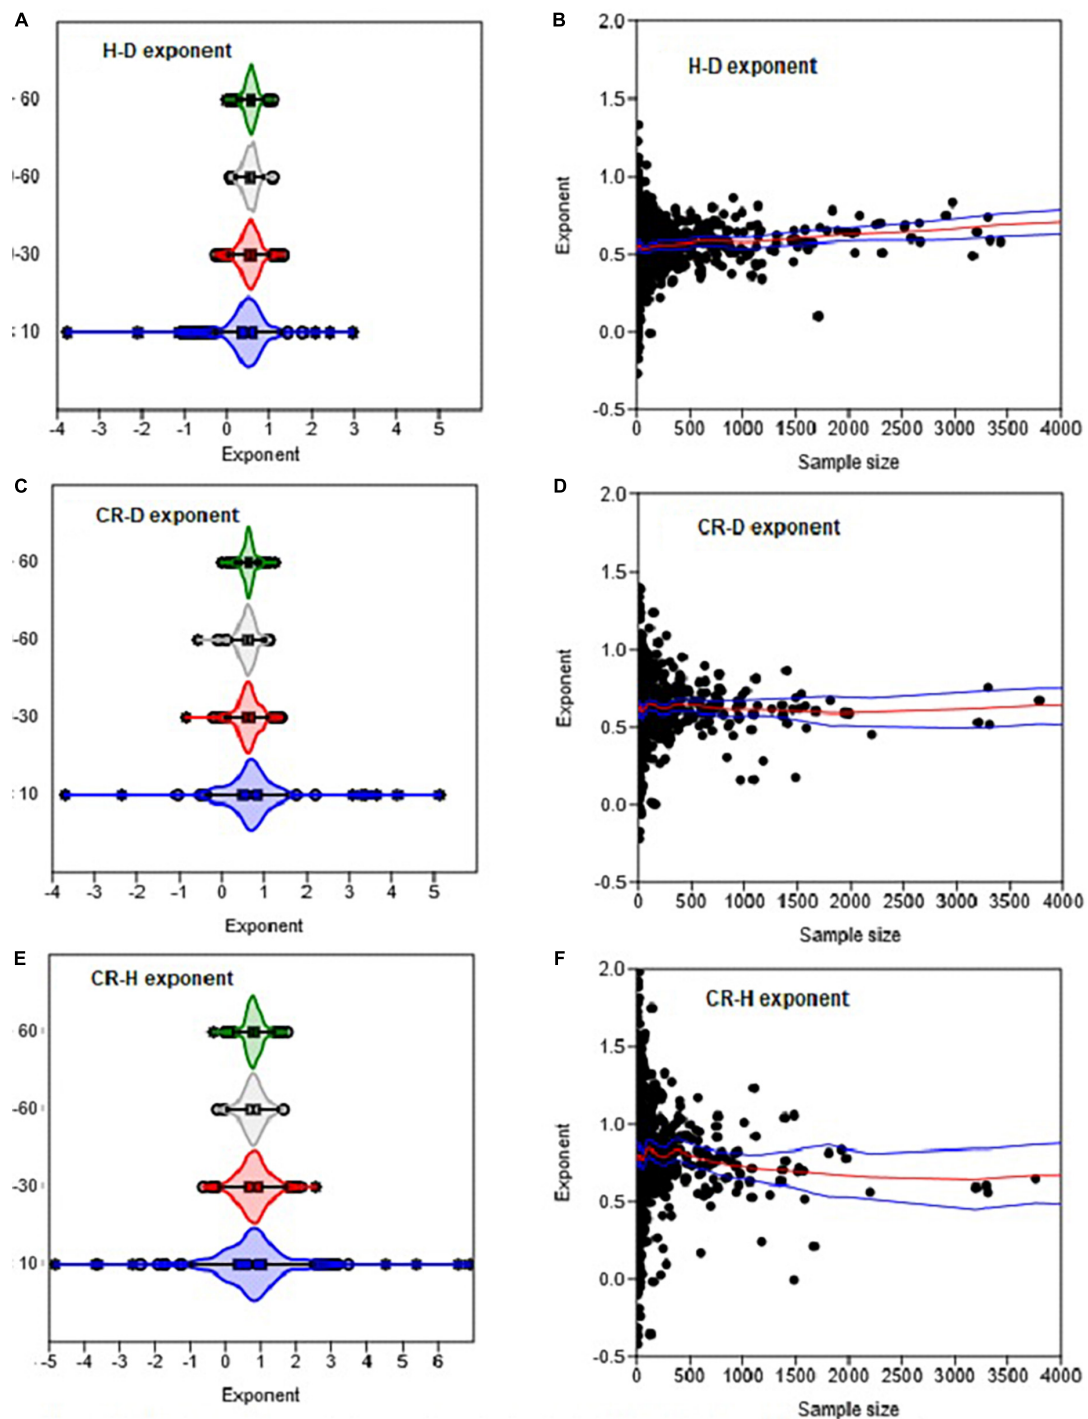 A
H-D exponent
60
-60
-30
10
-4 -3 -2 -1 0 1 2 3 4 5
Exponent
B
H-D exponent
2.0
1.5
1.0
0.5
0.0
-0.5
Exponent
0 500 1000 1500 2000 2500 3000 3500 4000
Sample size
C
CR-D exponent
60
-60
-30
10
-4 -3 -2 -1 0 1 2 3 4 5
Exponent
D
CR-D exponent
2.0
1.5
1.0
0.5
0.0
-0.5
Exponent
0 500 1000 1500 2000 2500 3000 3500 4000
Sample size
E
CR-H exponent
60
-60
-30
10
-5 -4 -3 -2 -1 0 1 2 3 4 5 6
Exponent
F
CR-H exponent
2.0
1.5
1.0
0.5
0.0
-0.5
Exponent
0 500 1000 1500 2000 2500 3000 3500 4000
Sample size